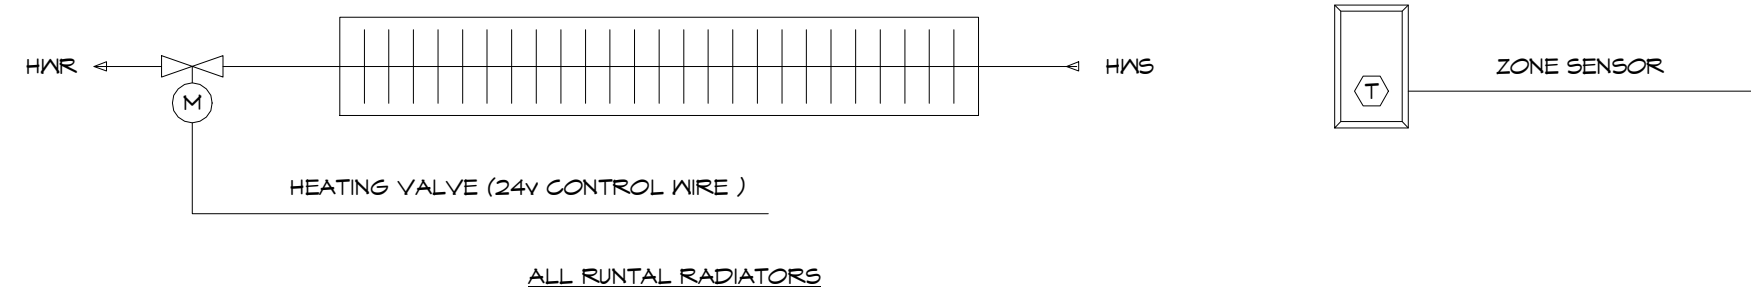 HWR
HWS
ZONE SENSOR
T
M
HEATING VALVE (24v CONTROL WIRE )
ALL RUNTAL RADIATORS